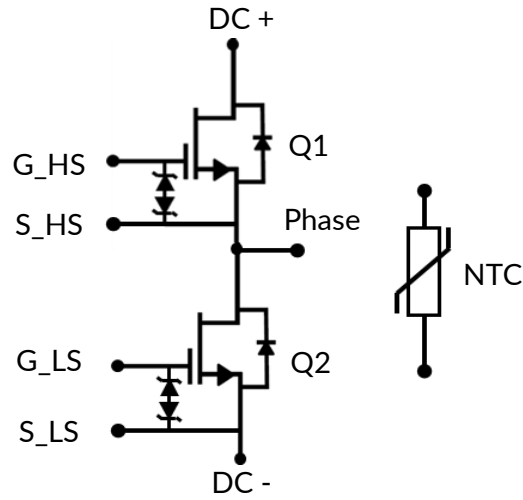 DC +
Q1
G_HS
S_HS
Phase
NTC
G_LS
Q2
S_LS
DC -